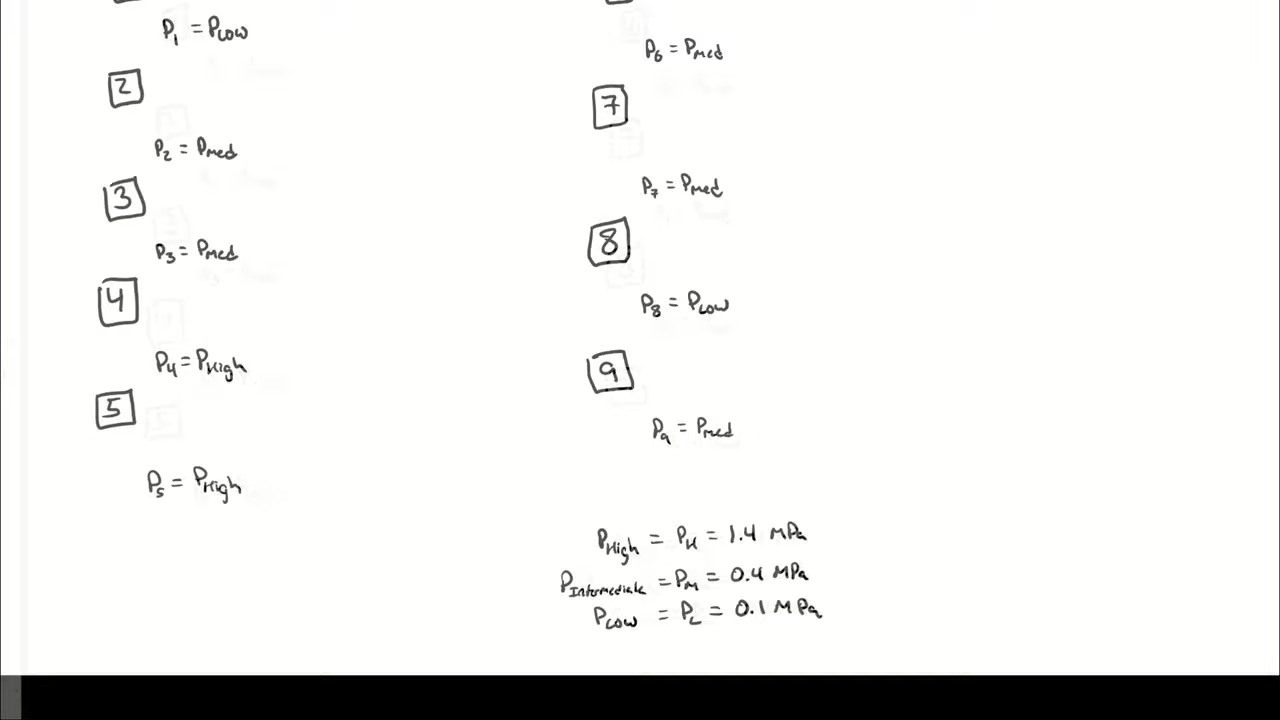 P₁ = PLow
2
P₂ = Pmed
3
P₃ = Pmed
4
P₄ = PHigh
5
P₅ = PHigh
P₆ = Pmed
7
P₇ = Pmed
8
P₈ = PLow
9
P₉ = Pmed
PHigh = PH = 1.4 MPa
PIntermediate = PM = 0.4 MPa
PLow = PL = 0.1 MPa